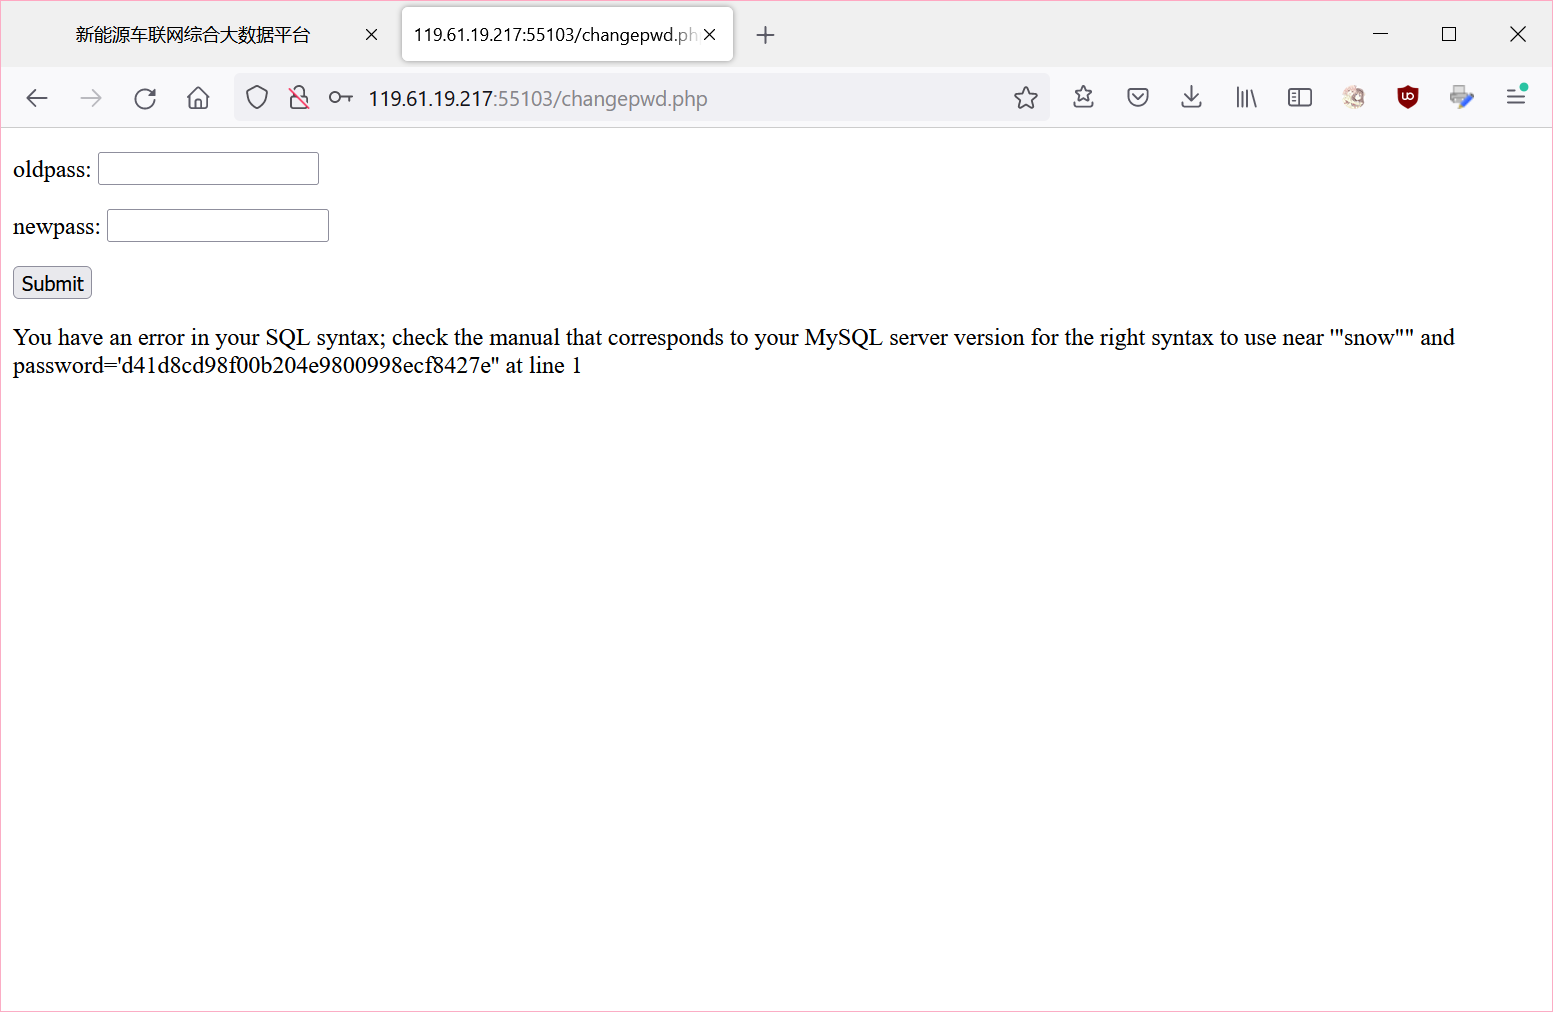 新能源车联网综合大数据平台
119.61.19.217:55103/changepwd.ph
119.61.19.217:55103/changepwd.php
oldpass:
newpass:
Submit
You have an error in your SQL syntax; check the manual that corresponds to your MySQL server version for the right syntax to use near '"snow"" and
password='d41d8cd98f00b204e9800998ecf8427e'' at line 1